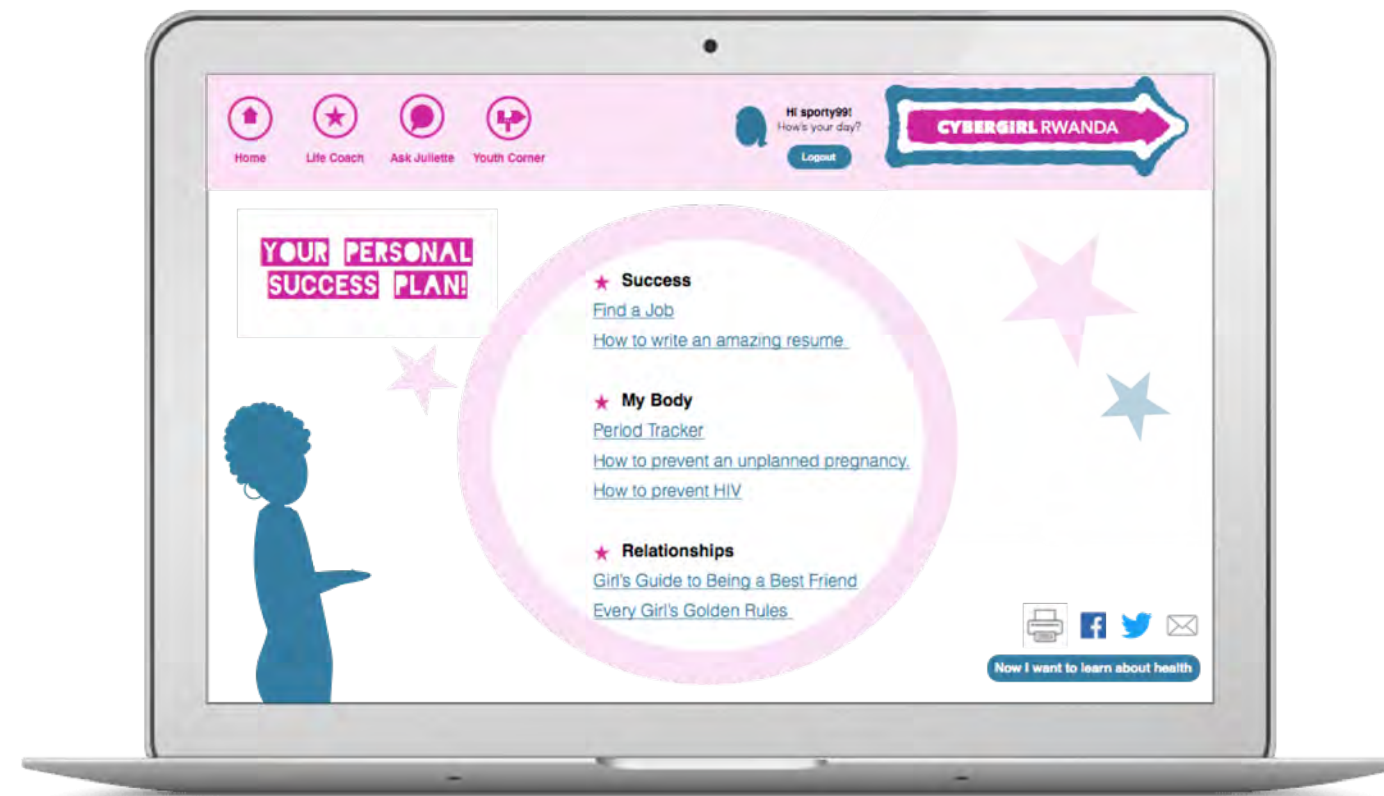 Home
Life Coach
Ask Juliette
Youth Corner
Hi sporty99!
How's your day?
Logout
CYBERGIRL RWANDA
YOUR PERSONAL
SUCCESS PLAN!
Success
Find a Job
How to write an amazing resume
My Body
Period Tracker
How to prevent an unplanned pregnancy.
How to prevent HIV
Relationships
Girl's Guide to Being a Best Friend
Every Girl's Golden Rules
Now I want to learn about health